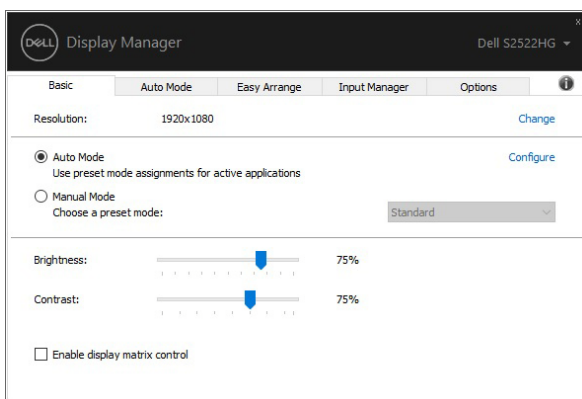 DELL Display Manager
Dell S2522HG
x
Basic
Auto Mode
Easy Arrange
Input Manager
Options
i
Resolution: 1920x1080 Change
Auto Mode Configure
Use preset mode assignments for active applications
Manual Mode
Choose a preset mode: Standard
Brightness: 75%
Contrast: 75%
Enable display matrix control